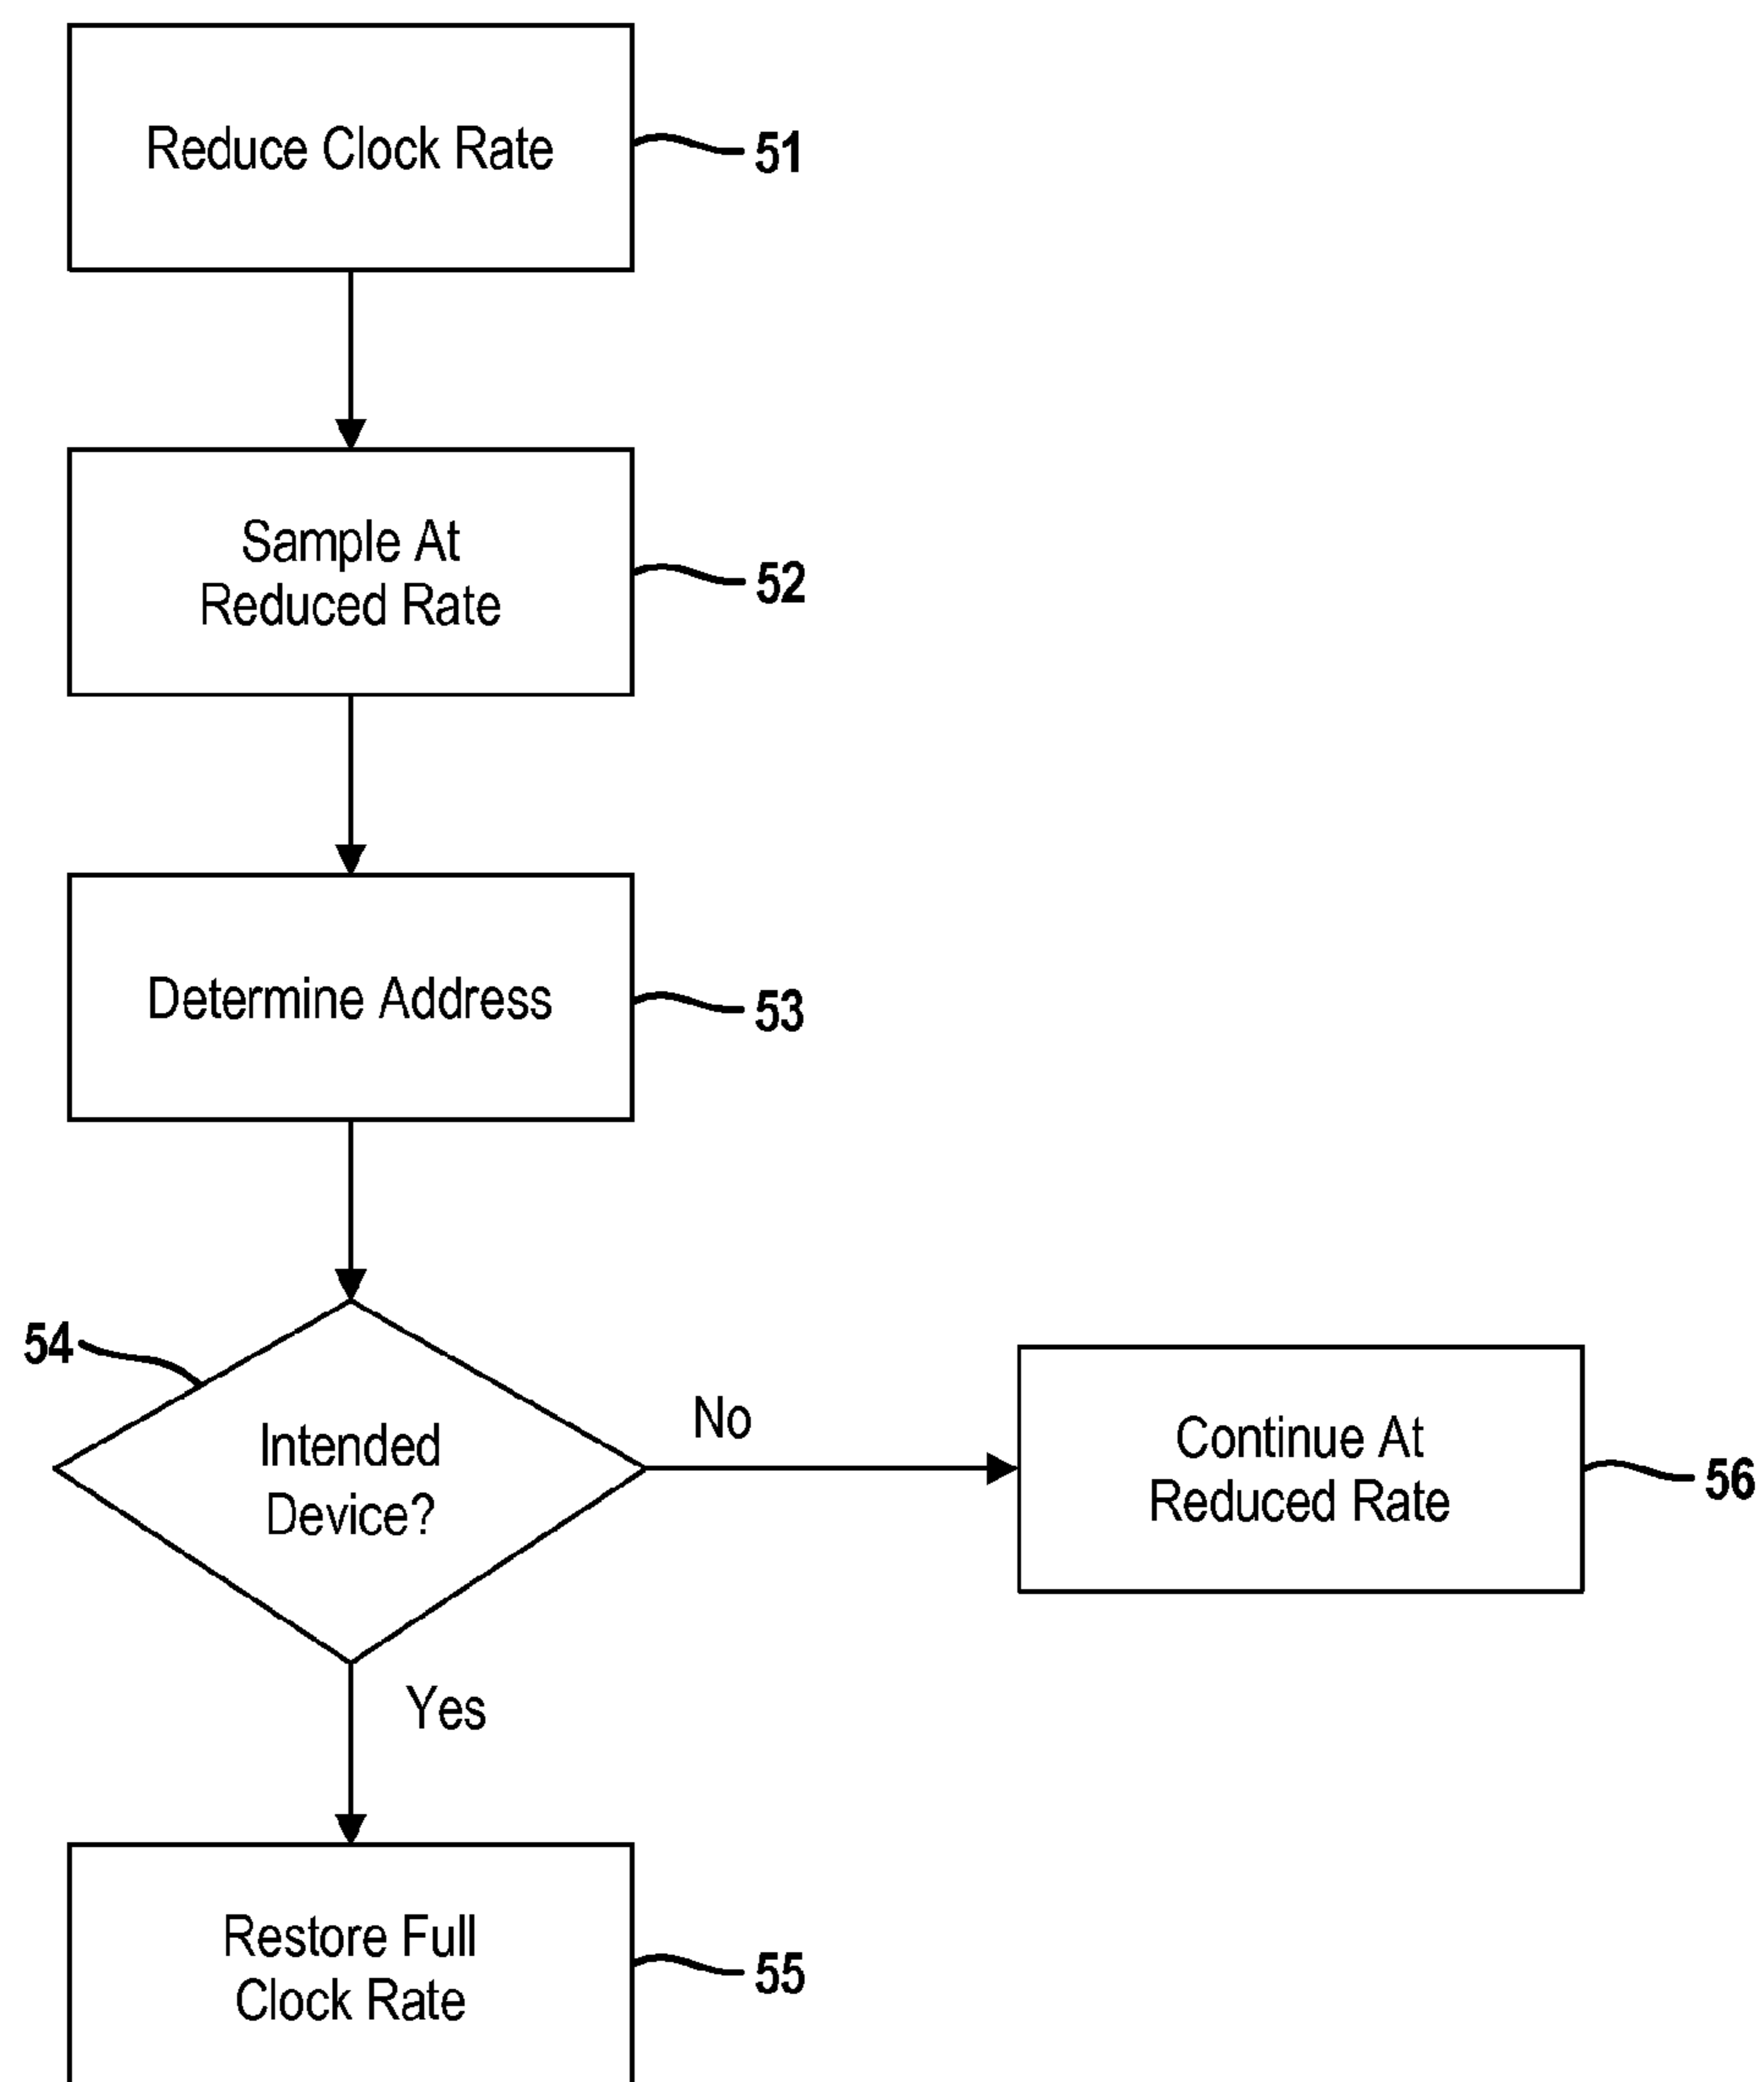 Reduce Clock Rate
51
Sample At
Reduced Rate
52
Determine Address
53
54
Intended
Device?
No
Continue At
Reduced Rate
56
Yes
Restore Full
Clock Rate
55